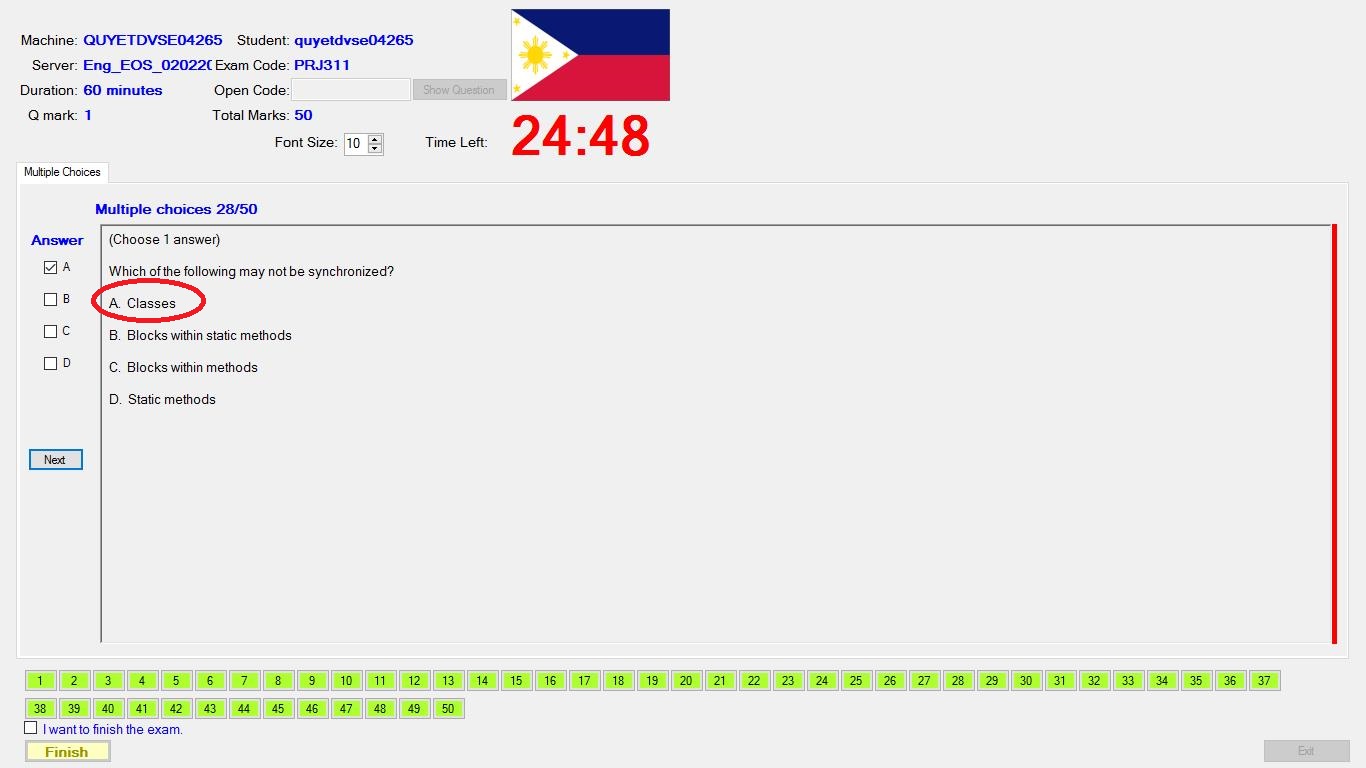 Machine: QUYETDVSE04265 Student: quyetdvse04265
Server: Eng_EOS_020220 Exam Code: PRJ311
Duration: 60 minutes Open Code: Show Question
Q mark: 1 Total Marks: 50
Font Size: 10 Time Left: 24:48
Multiple Choices
Multiple choices 28/50
Answer
(Choose 1 answer)
A
Which of the following may not be synchronized?
B
A. Classes
C
B. Blocks within static methods
D
C. Blocks within methods
D. Static methods
Next
1 2 3 4 5 6 7 8 9 10 11 12 13 14 15 16 17 18 19 20 21 22 23 24 25 26 27 28 29 30 31 32 33 34 35 36 37
38 39 40 41 42 43 44 45 46 47 48 49 50
I want to finish the exam.
Finish Exit